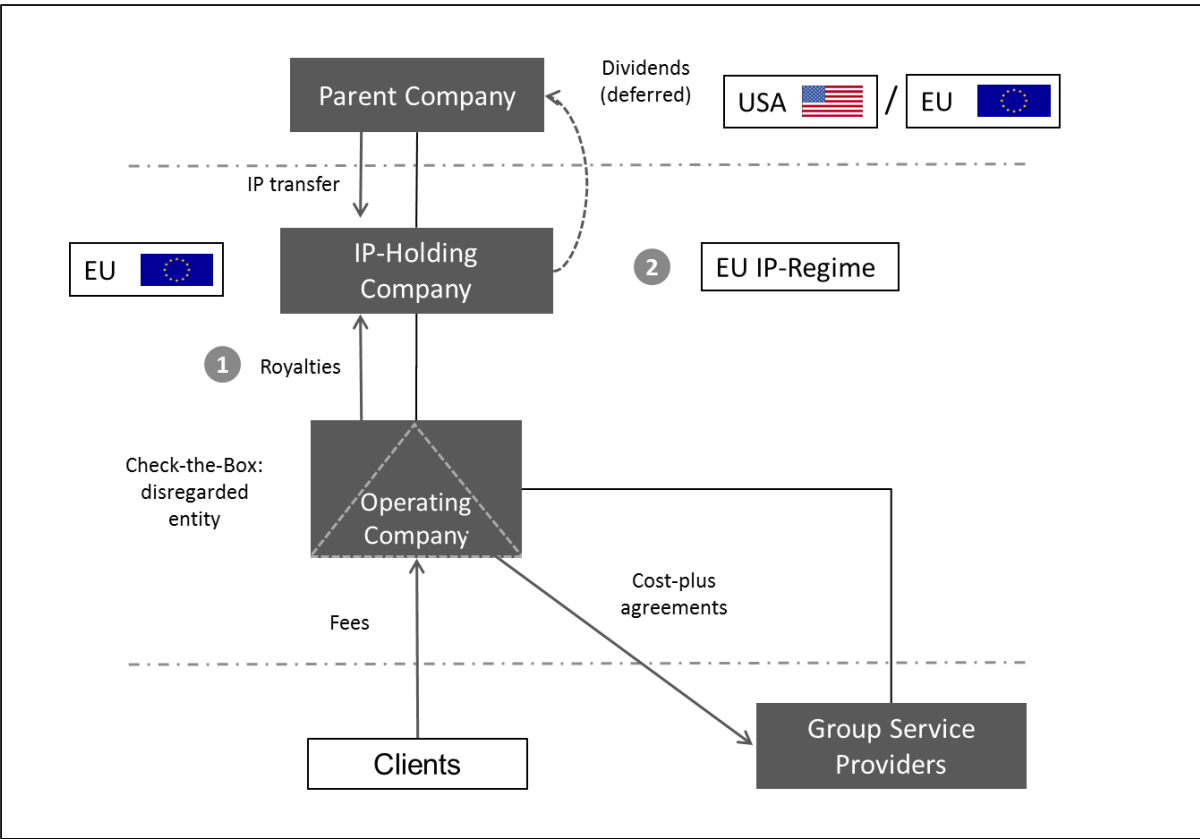 Parent Company
Dividends
(deferred)
USA
/
EU
IP transfer
IP-Holding
Company
EU
2
EU IP-Regime
1
Royalties
Check-the-Box:
disregarded
entity
Operating
Company
Cost-plus
agreements
Fees
Group Service
Providers
Clients